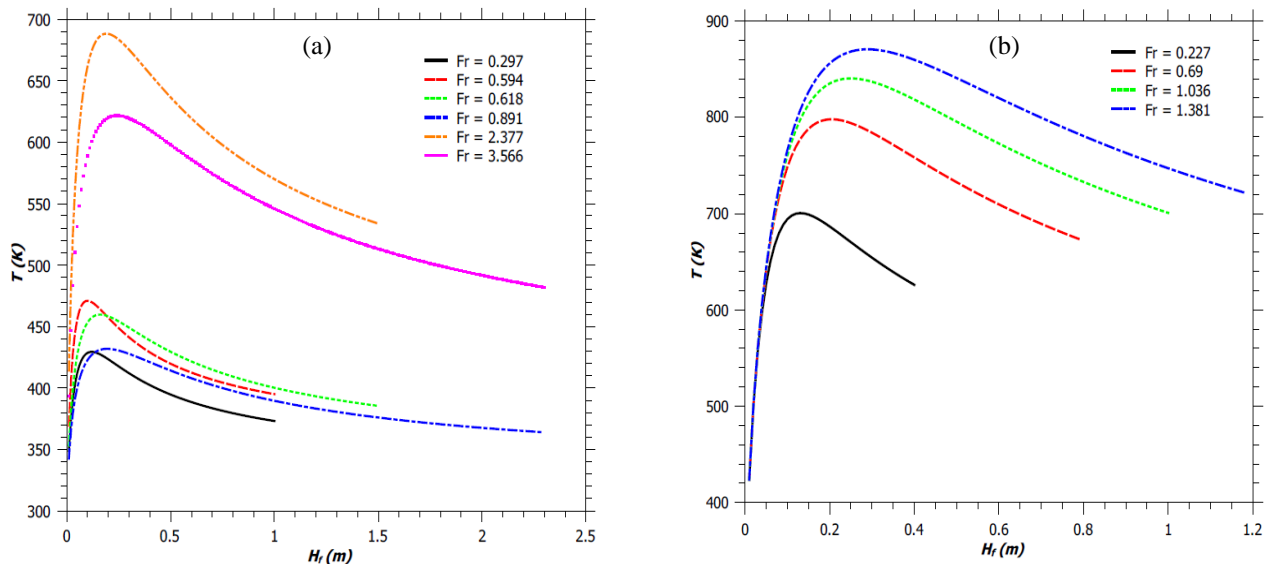 (a)
700
650
600
550
500
450
400
350
300
T (K)
0
0.5
1
1.5
2
2.5
H_f (m)
Fr = 0.297
Fr = 0.594
Fr = 0.618
Fr = 0.891
Fr = 2.377
Fr = 3.566
(b)
900
800
700
600
500
400
T (K)
0
0.2
0.4
0.6
0.8
1
1.2
H_f (m)
Fr = 0.227
Fr = 0.69
Fr = 1.036
Fr = 1.381